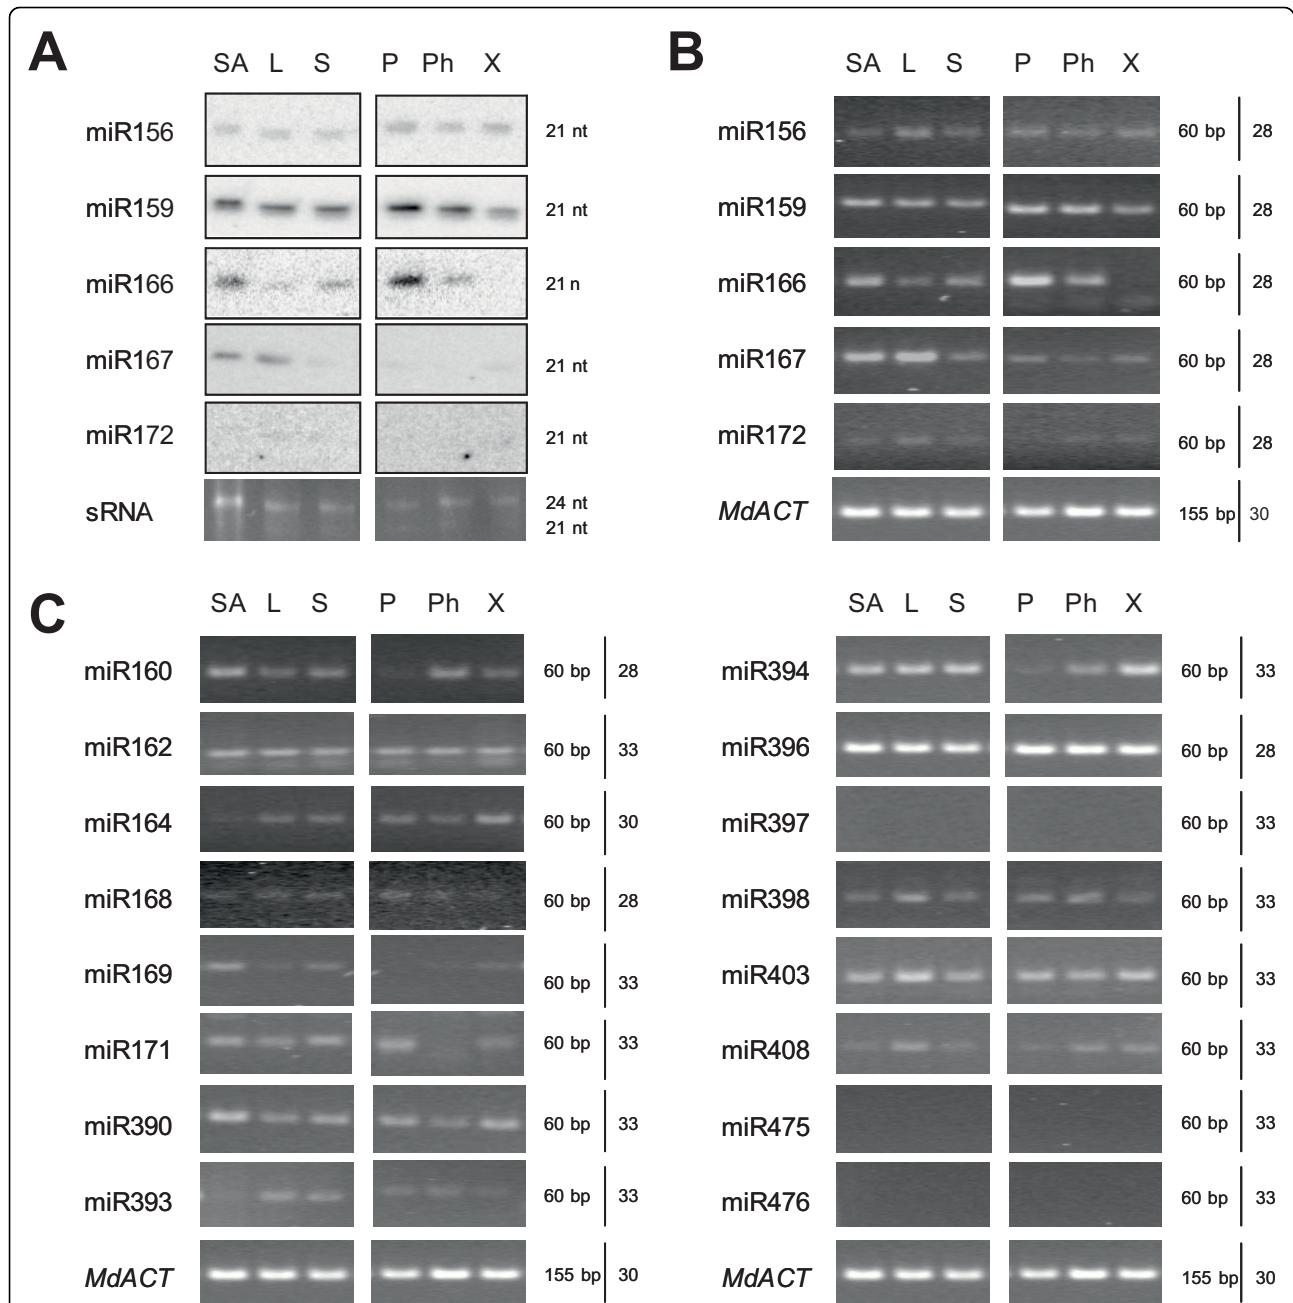 A B
SA L S P Ph X SA L S P Ph X
miR156 21 nt miR156 60 bp 28
miR159 21 nt miR159 60 bp 28
miR166 21 n miR166 60 bp 28
miR167 21 nt miR167 60 bp 28
miR172 21 nt miR172 60 bp 28
sRNA 24 nt MdACT 155 bp 30
21 nt
C
SA L S P Ph X SA L S P Ph X
miR160 60 bp 28 miR394 60 bp 33
miR162 60 bp 33 miR396 60 bp 28
miR164 60 bp 30 miR397 60 bp 33
miR168 60 bp 28 miR398 60 bp 33
miR169 60 bp 33 miR403 60 bp 33
miR171 60 bp 33 miR408 60 bp 33
miR390 60 bp 33 miR475 60 bp 33
miR393 60 bp 33 miR476 60 bp 33
MdACT 155 bp 30 MdACT 155 bp 30